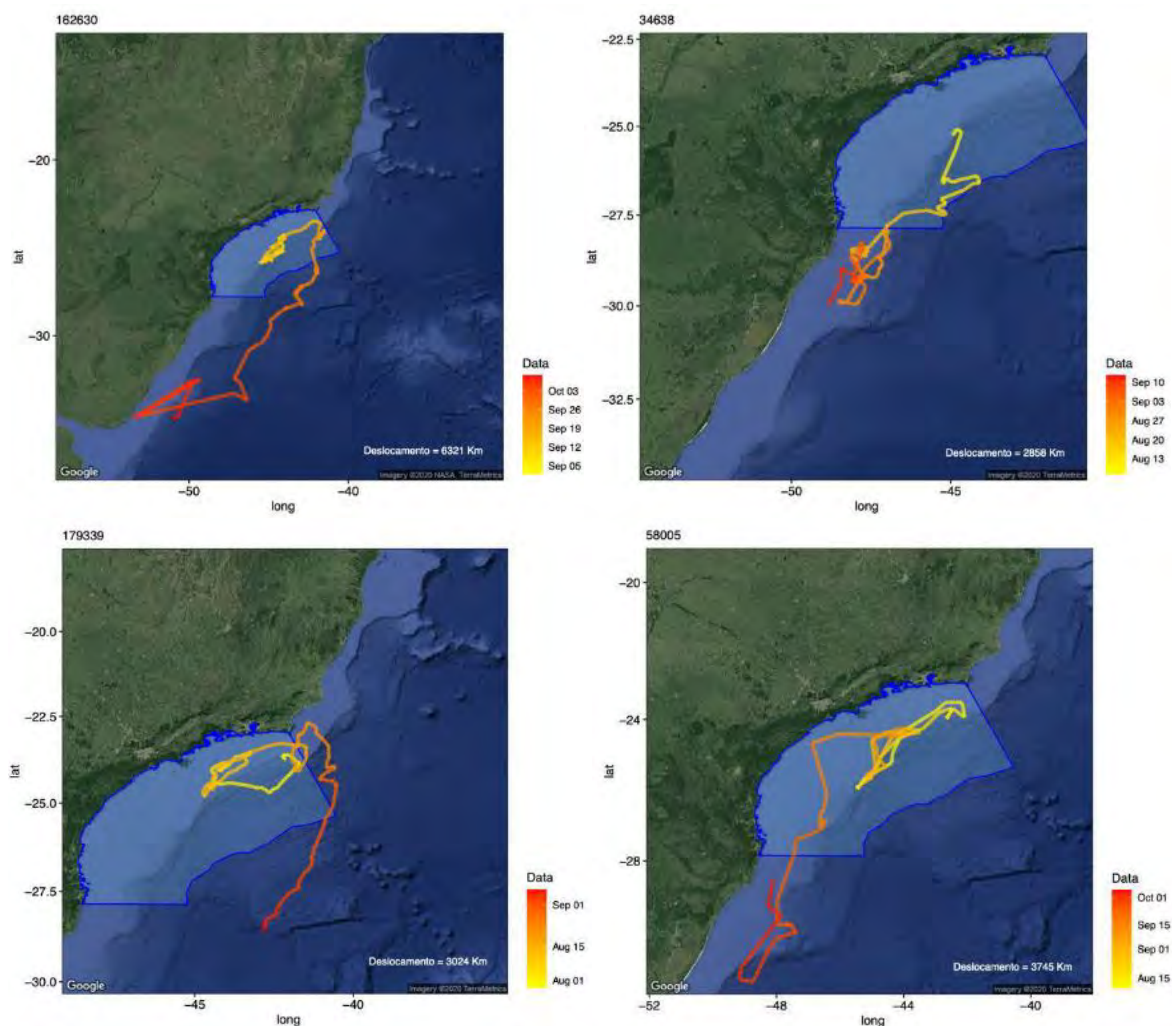 162630
lat
−20
−30
−50
−40
long
Data
Oct 03
Sep 26
Sep 19
Sep 12
Sep 05
Deslocamento = 6321 Km
Google
Imagery ©2020 NASA, TerraMetrics
34638
lat
−22.5
−25.0
−27.5
−30.0
−32.5
−50
−45
long
Data
Sep 10
Sep 03
Aug 27
Aug 20
Aug 13
Deslocamento = 2858 Km
Google
Imagery ©2020 TerraMetrics
179339
lat
−20.0
−22.5
−25.0
−27.5
−30.0
−45
−40
long
Data
Sep 01
Aug 15
Aug 01
Deslocamento = 3024 Km
Google
Imagery ©2020 TerraMetrics
58005
lat
−20
−24
−28
−52
−48
−44
−40
long
Data
Oct 01
Sep 15
Sep 01
Aug 15
Deslocamento = 3745 Km
Google
Imagery ©2020 TerraMetrics